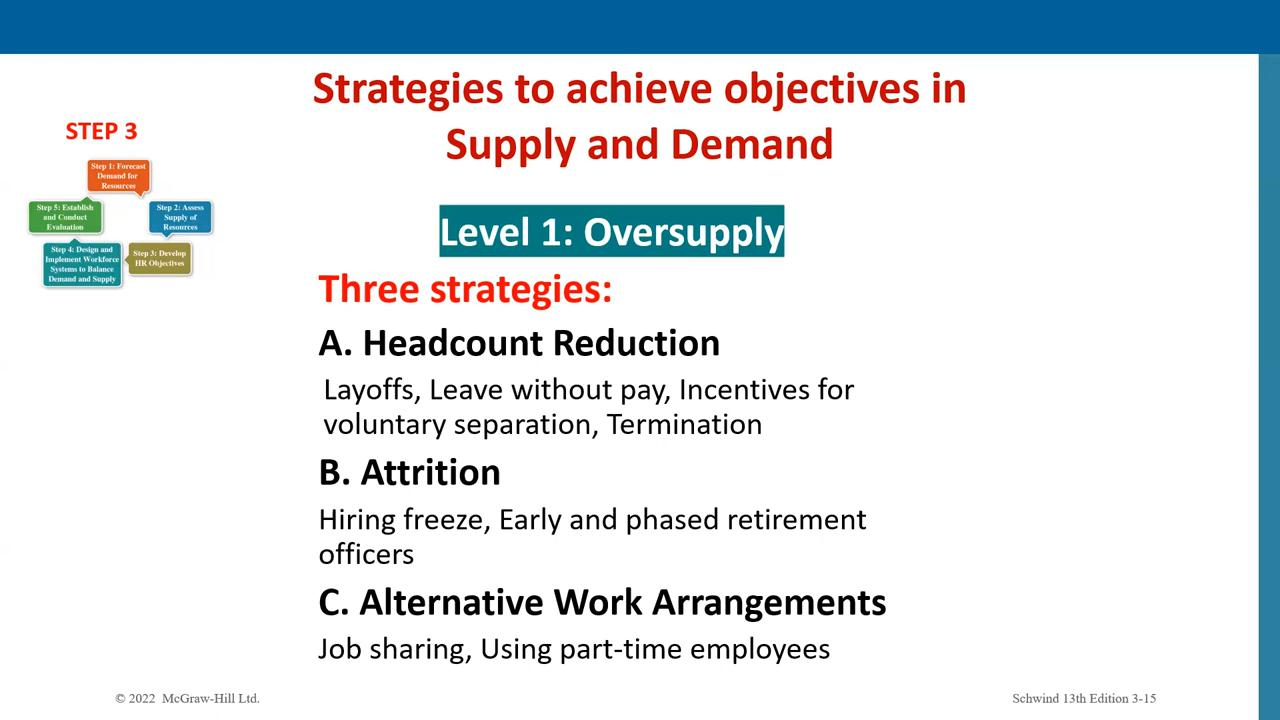 Strategies to achieve objectives in
Supply and Demand
STEP 3
Step 1: Forecast
Demand for
Resources
Step 5: Establish
and Conduct
Evaluation
Step 2: Assess
Supply of
Resources
Step 4: Design and
Implement Workforce
Systems to Balance
Demand and Supply
Step 3: Develop
HR Objectives
Level 1: Oversupply
Three strategies:
A. Headcount Reduction
Layoffs, Leave without pay, Incentives for
voluntary separation, Termination
B. Attrition
Hiring freeze, Early and phased retirement
officers
C. Alternative Work Arrangements
Job sharing, Using part-time employees
© 2022 McGraw-Hill Ltd.
Schwind 13th Edition 3-15